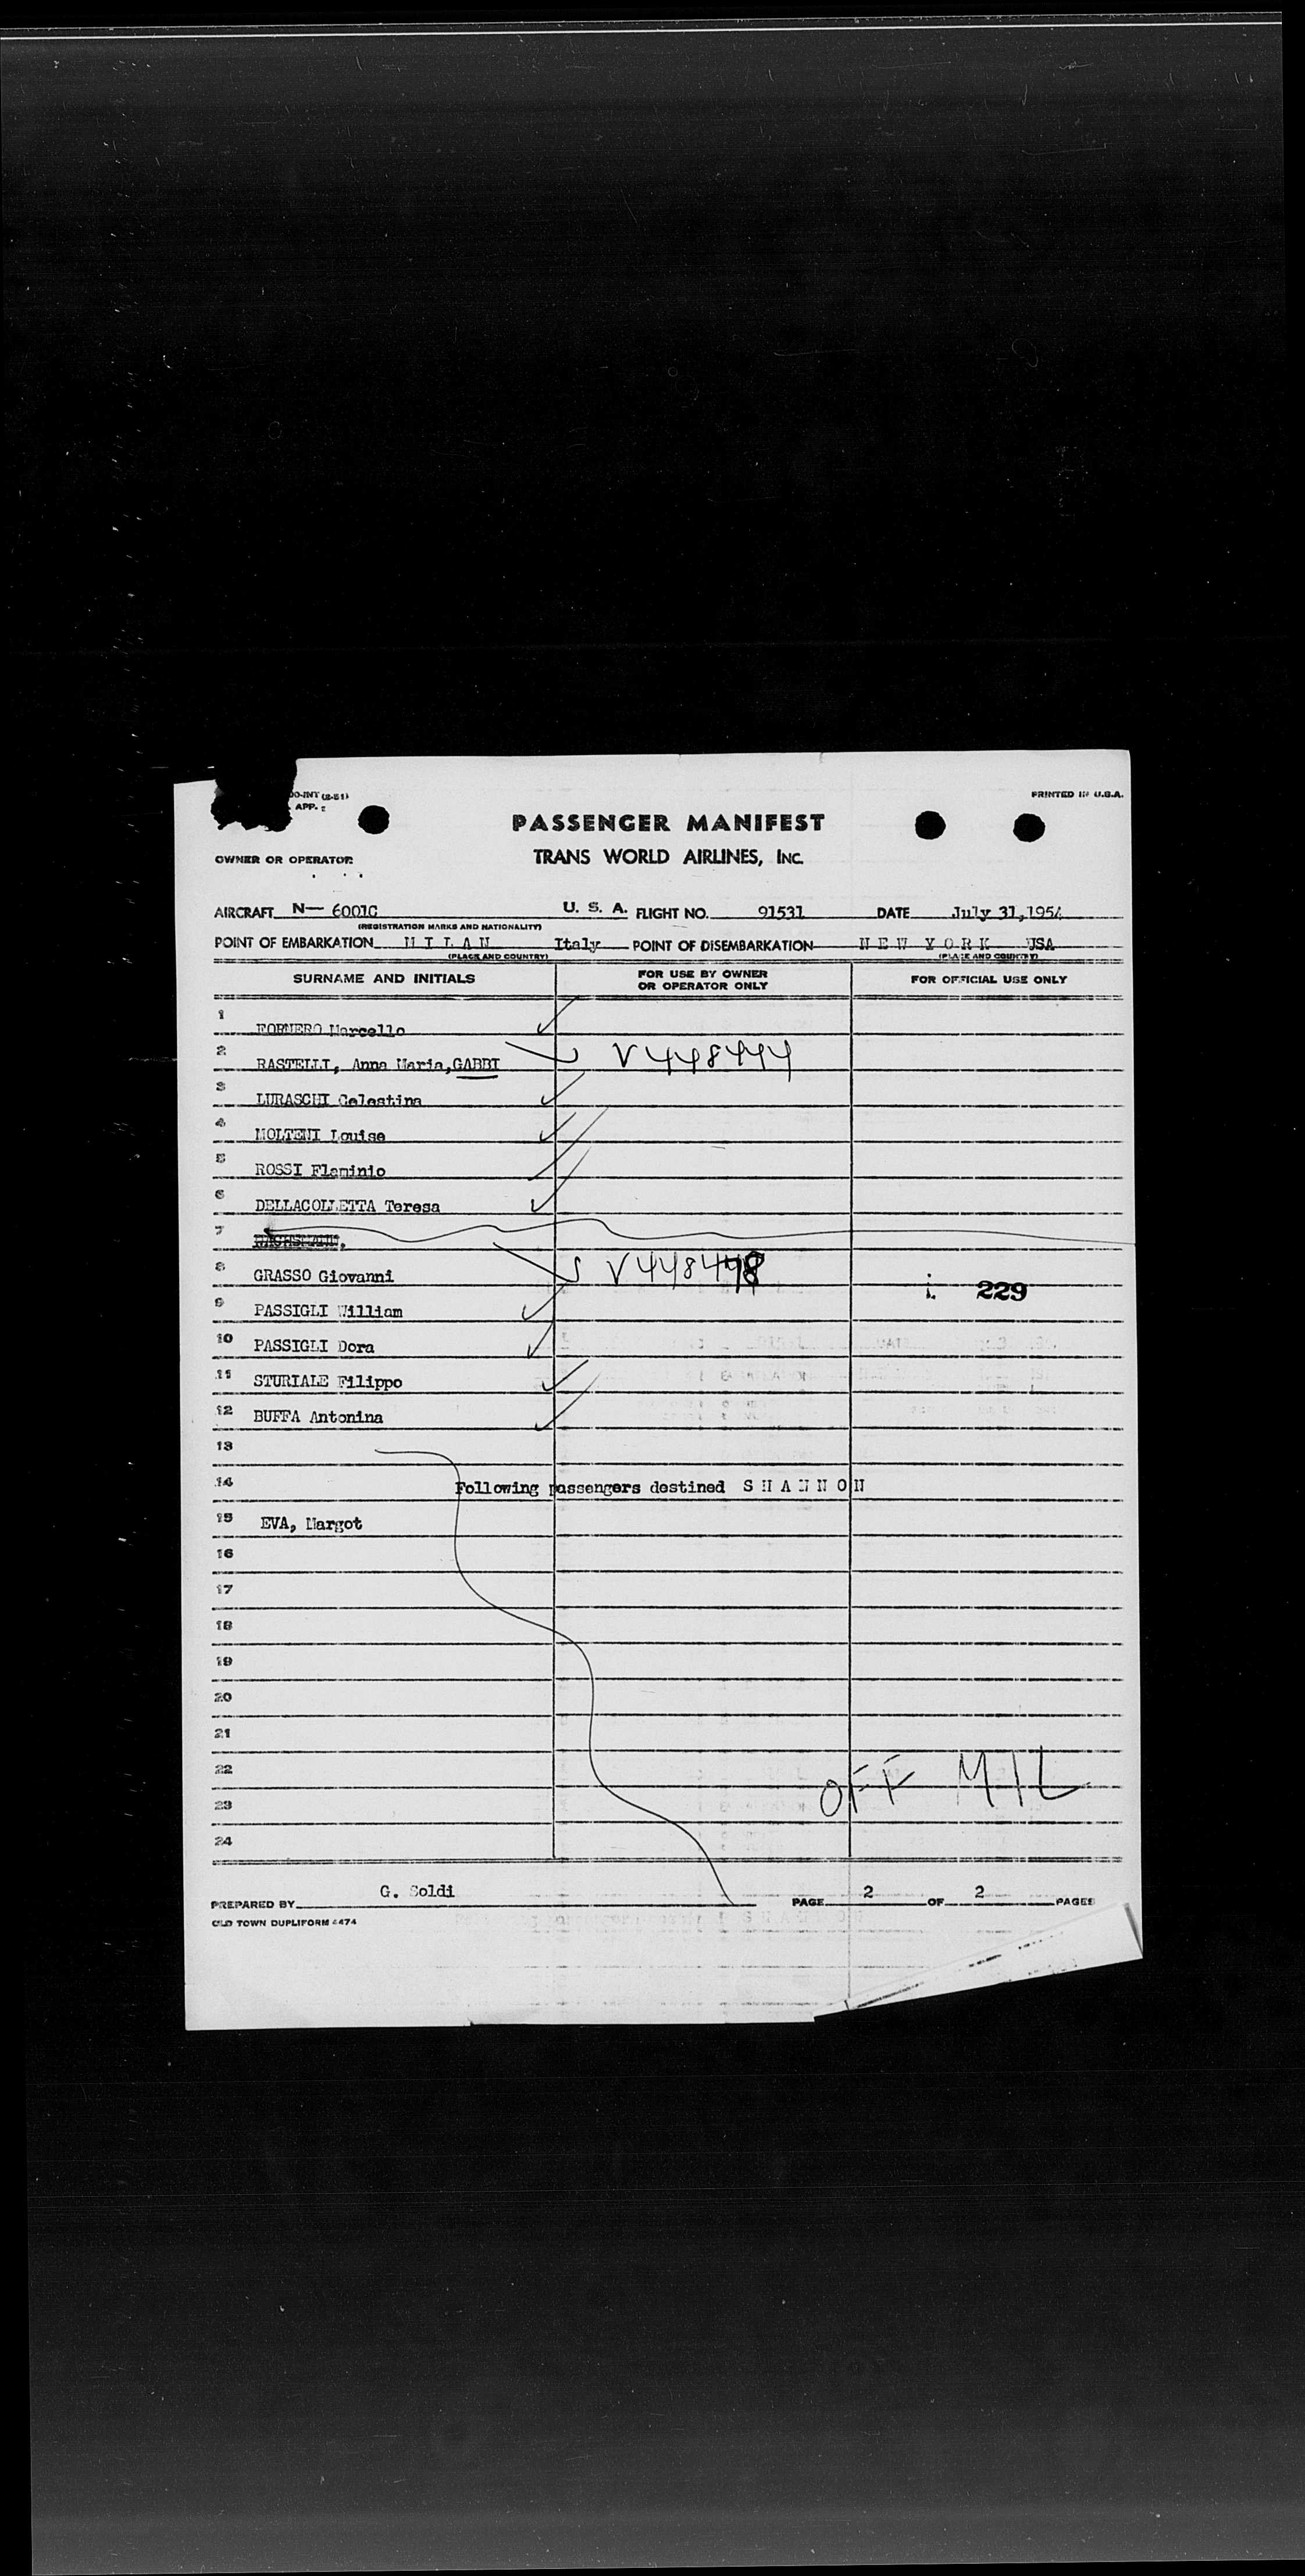 00-INT (2-51)
APP.
PRINTED IN U.S.A.
PASSENGER MANIFEST
OWNER OR OPERATOR
TRANS WORLD AIRLINES, INC.
AIRCRAFT N— 6001C U. S. A. FLIGHT NO. 91531 DATE July 31, 1954
(REGISTRATION MARKS AND NATIONALITY)
POINT OF EMBARKATION M I L A N Italy POINT OF DISEMBARKATION N E W Y O R K USA
(PLACE AND COUNTRY) (PLACE AND COUNTRY)
SURNAME AND INITIALS FOR USE BY OWNER OR OPERATOR ONLY FOR OFFICIAL USE ONLY
1 FORNERO Marcello
2 RASTELLI, Anna Maria, GABBI V448444
3 LURASCHI Celestina
4 MOLTENI Louise
5 ROSSI Flaminio
6 DELLACOLLETTA Teresa
7
8 GRASSO Giovanni V448448
229
9 PASSIGLI William
10 PASSIGLI Dora
11 STURIALE Filippo
12 BUFFA Antonina
13
14 Following passengers destined S H A N N O N
15 EVA, Margot
16
17
18
19
20
21
22 OFF MIL
23
24
PREPARED BY G. Soldi PAGE 2 OF 2 PAGES
OLD TOWN DUPLIFORM 4474